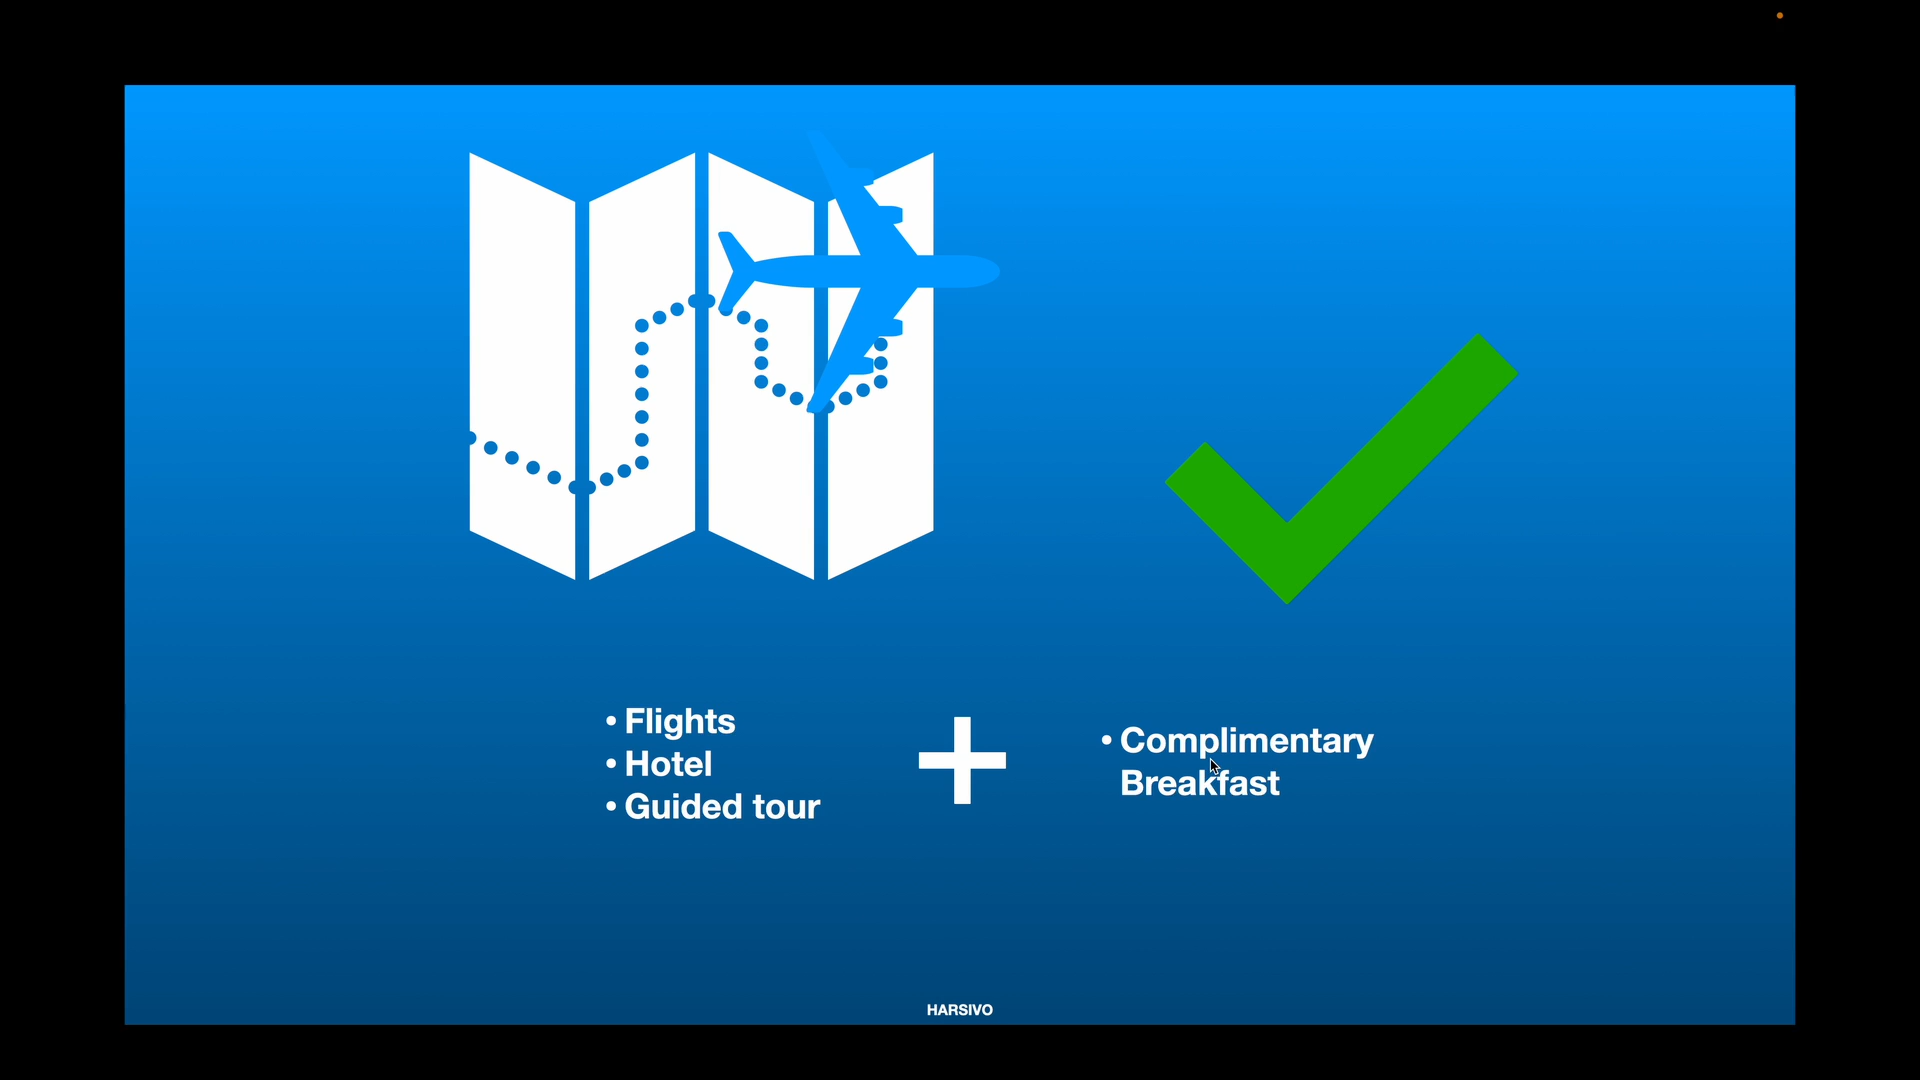 • Flights
• Hotel
• Guided tour
• Complimentary
Breakfast
HARSIVO